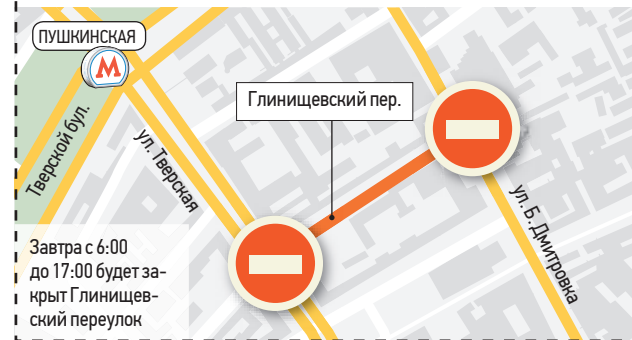 ПУШКИНСКАЯ
М
Глинищевский пер.
Тверской бул.
ул. Тверская
ул. Б. Дмитровка
Завтра с 6:00
до 17:00 будет за-
крыт Глинищев-
ский переулок